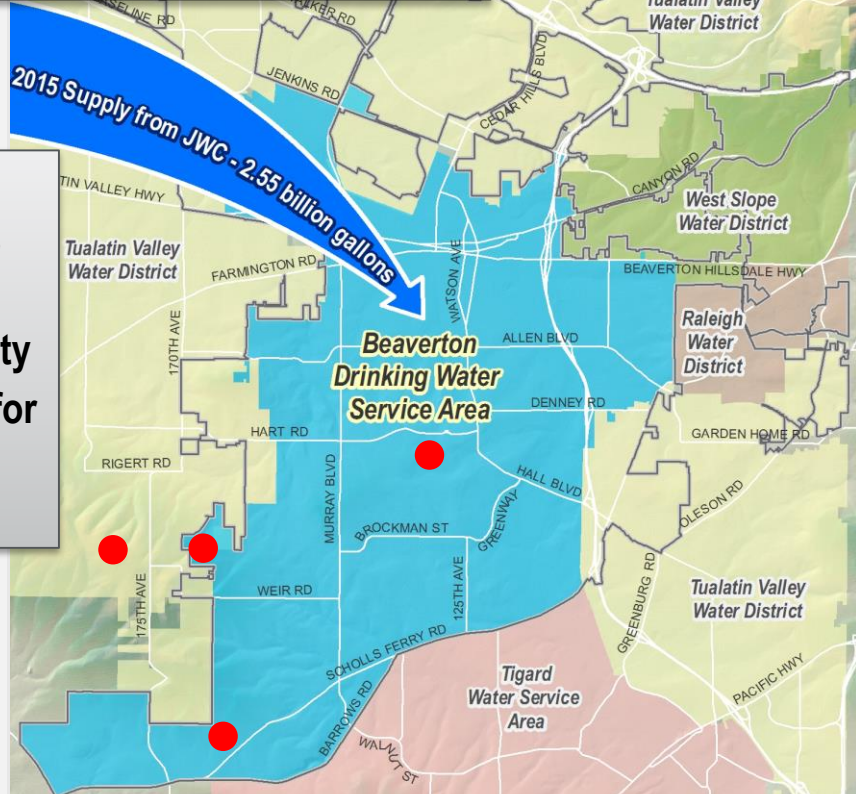 Tualatin Valley
Water District
JENKINS RD
CEDAR HILLS BLVD
2015 Supply from JWC - 2.55 billion gallons
CANYON RD
West Slope
Water District
Tualatin Valley
Water District
FARMINGTON RD
WATSON AVE
BEAVERTON HILLSDALE HWY
ty
for
170TH AVE
ALLEN BLVD
Raleigh
Water
District
Beaverton
Drinking Water
Service Area
DENNEY RD
HART RD
GARDEN HOME RD
RIGERT RD
MURRAY BLVD
HALL BLVD
OLESON RD
BROCKMAN ST
GREENWAY
175TH AVE
WEIR RD
125TH AVE
GREENBURG RD
Tualatin Valley
Water District
SCHOLLS FERRY RD
Tigard
Water Service
Area
PACIFIC HWY
BARROWS RD
WALNUT ST